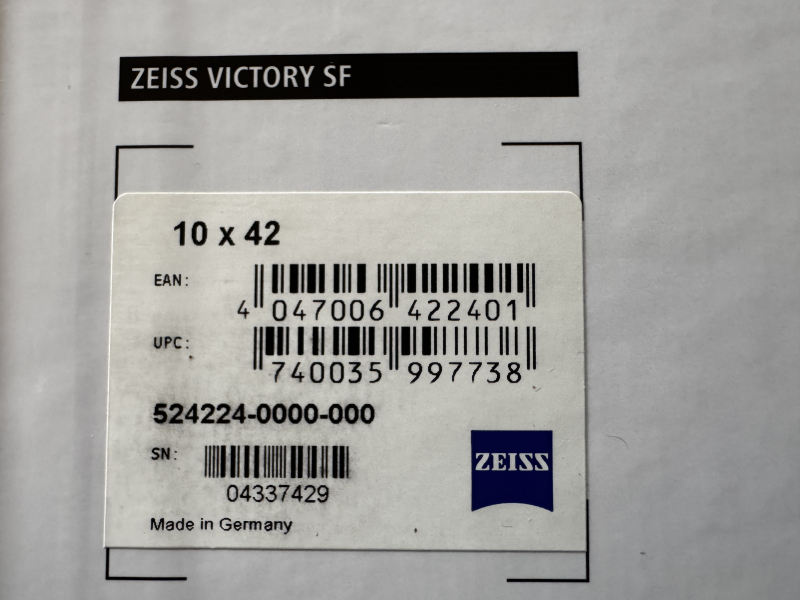 ZEISS VICTORY SF
10 x 42
EAN:
4 047006 422401
UPC:
740035 997738
524224-0000-000
SN:
04337429
ZEISS
Made in Germany